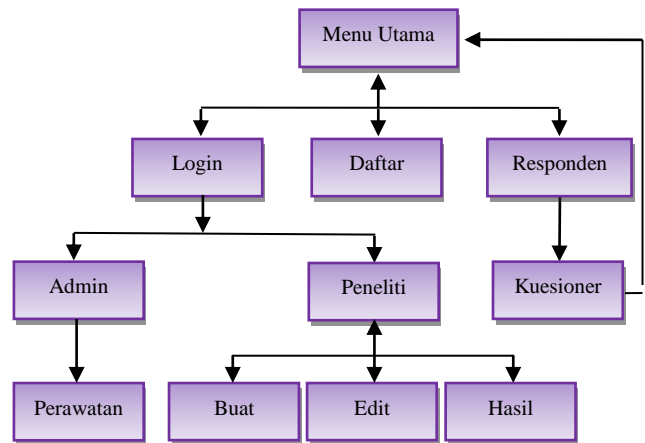 Menu Utama
Login
Daftar
Responden
Admin
Peneliti
Kuesioner
Perawatan
Buat
Edit
Hasil